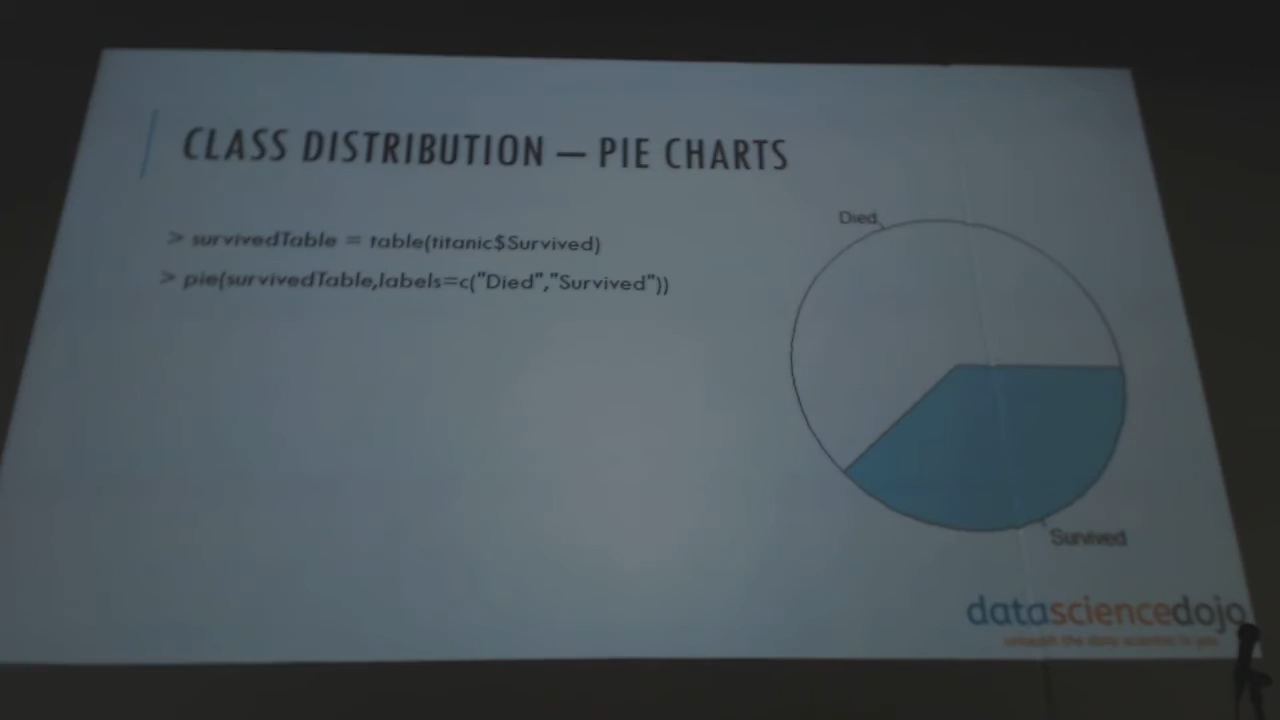 CLASS DISTRIBUTION – PIE CHARTS
> survivedTable = table(titanic$Survived)
> pie(survivedTable,labels=c("Died","Survived"))
Died
Survived
datasciencedojo
unleash the data scientist in you